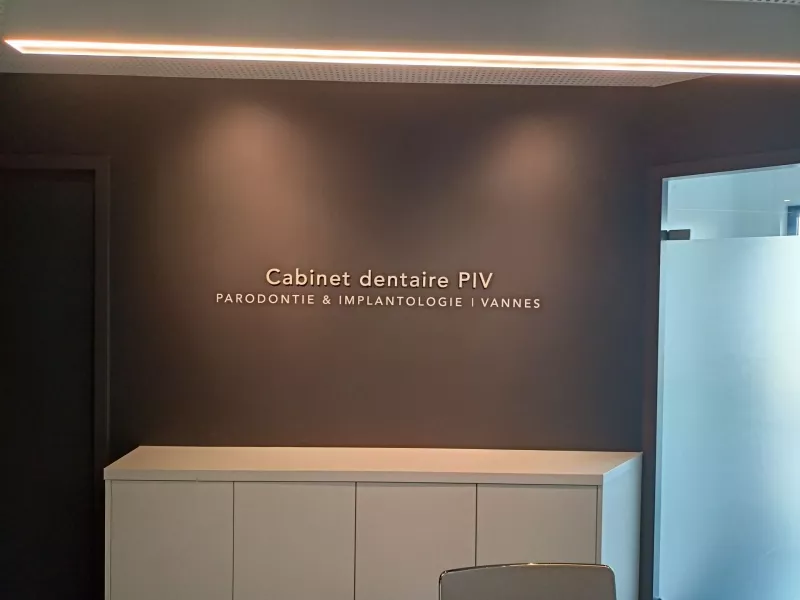 Cabinet dentaire PIV
PARODONTIE & IMPLANTOLOGIE | VANNES